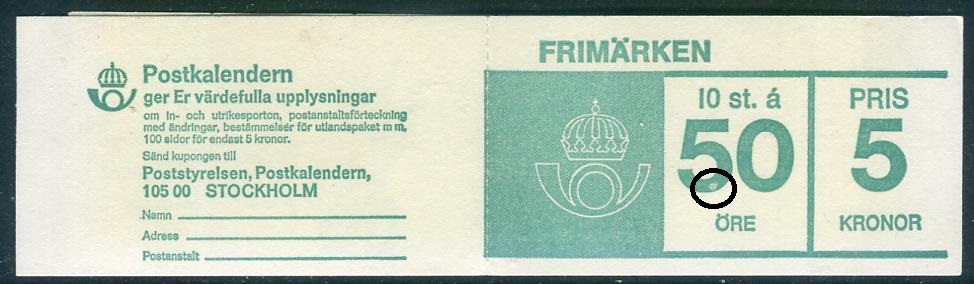 Postkalendern
ger Er värdefulla upplysningar
om in- och utrikesporton, postanstaltsförteckning
med ändringar, bestämmelser för utlandspaket m m,
100 sidor för endast 5 kronor.
Sänd kupongen till
Poststyrelsen, Postkalendern,
105 00 STOCKHOLM
Namn
Adress
Postanstalt
FRIMÄRKEN
10 st. á
50
ÖRE
PRIS
5
KRONOR